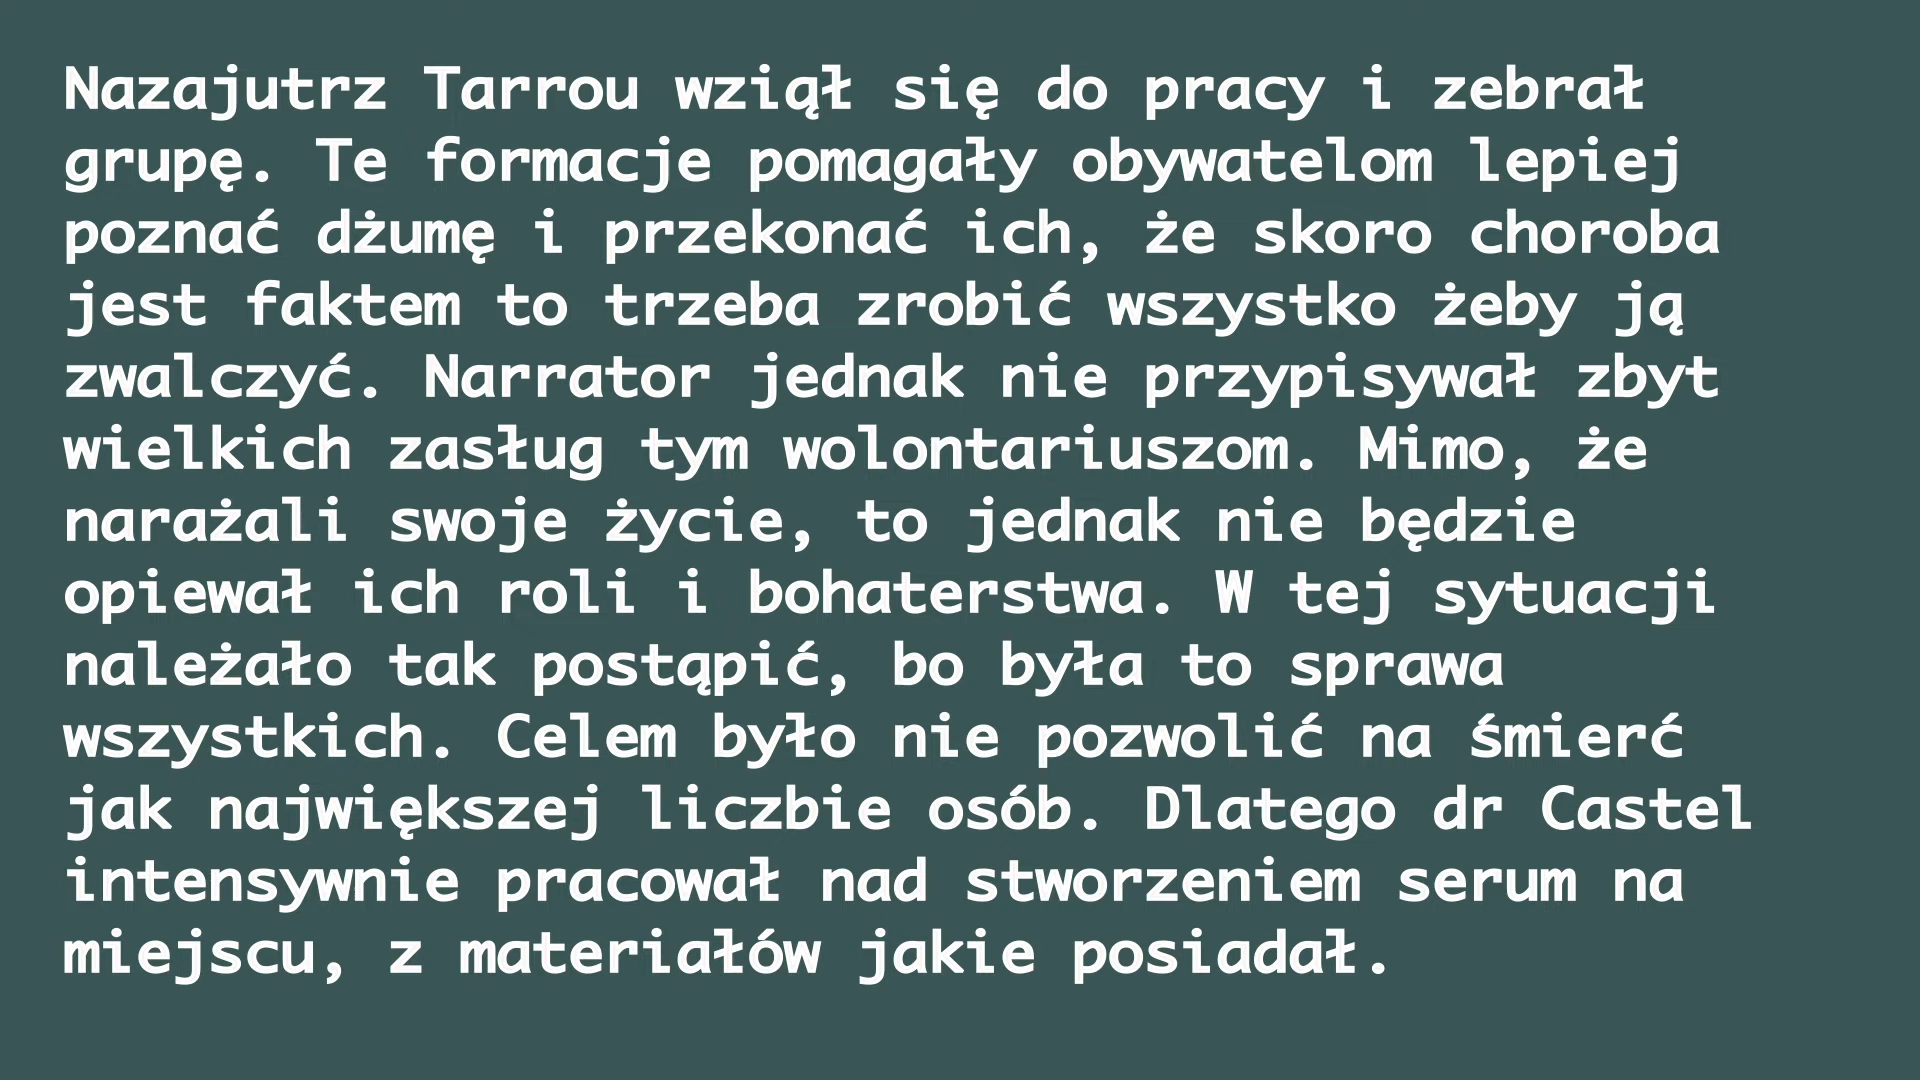 Nazajutrz Tarrou wziął się do pracy i zebrał
grupę. Te formacje pomagały obywatelom lepiej
poznać dżumę i przekonać ich, że skoro choroba
jest faktem to trzeba zrobić wszystko żeby ją
zwalczyć. Narrator jednak nie przypisywał zbyt
wielkich zasług tym wolontariuszom. Mimo, że
narażali swoje życie, to jednak nie będzie
opiewał ich roli i bohaterstwa. W tej sytuacji
należało tak postąpić, bo była to sprawa
wszystkich. Celem było nie pozwolić na śmierć
jak największej liczbie osób. Dlatego dr Castel
intensywnie pracował nad stworzeniem serum na
miejscu, z materiałów jakie posiadał.